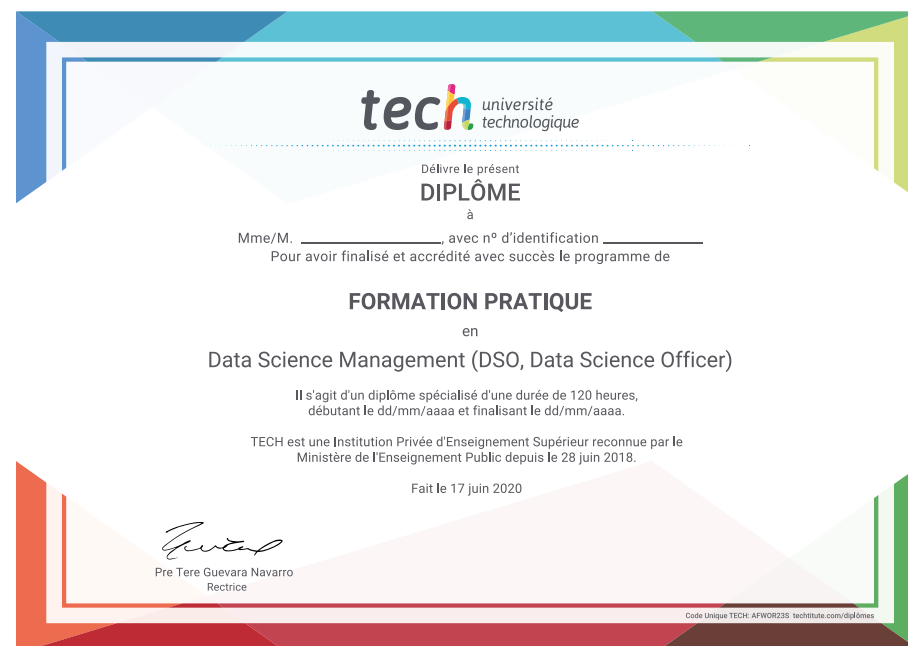 tech université
technologique
Délivre le présent
DIPLÔME
à
Mme/M. ____________________, avec nº d'identification ______________
Pour avoir finalisé et accrédité avec succès le programme de
FORMATION PRATIQUE
en
Data Science Management (DSO, Data Science Officer)
Il s'agit d'un diplôme spécialisé d'une durée de 120 heures,
débutant le dd/mm/aaaa et finalisant le dd/mm/aaaa.
TECH est une Institution Privée d'Enseignement Supérieur reconnue par le
Ministère de l'Enseignement Public depuis le 28 juin 2018.
Fait le 17 juin 2020
Pre Tere Guevara Navarro
Rectrice
Code Unique TECH: AFWOR23S techtitute.com/diplômes